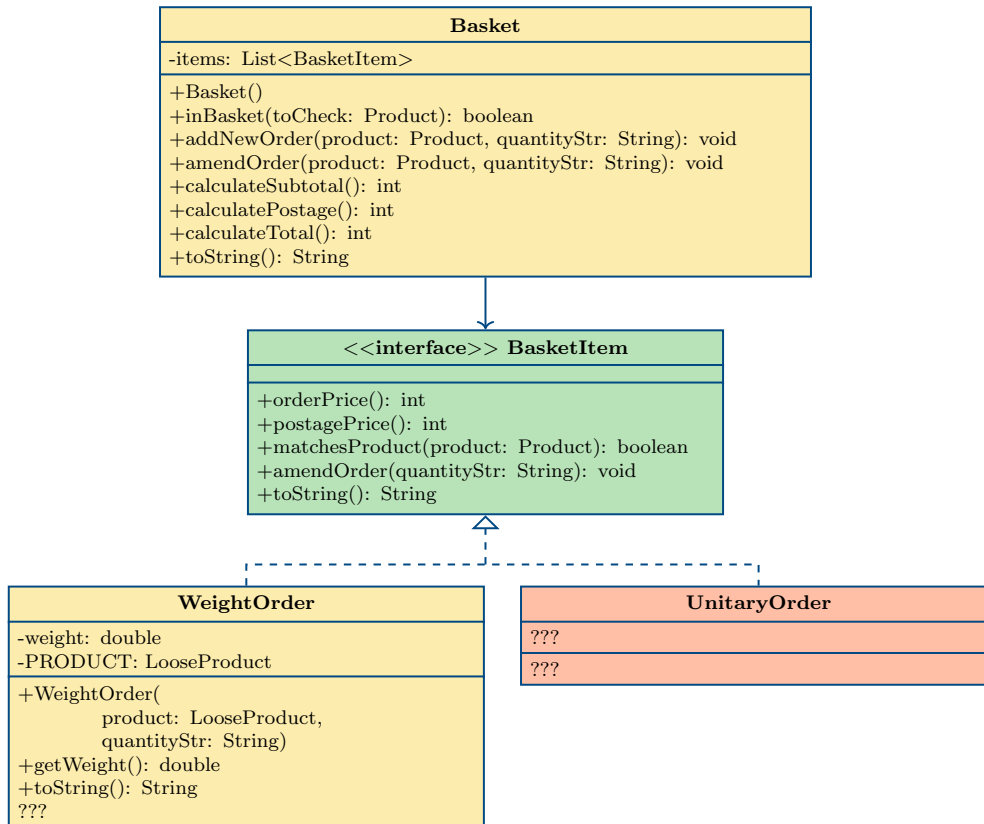 Basket
-items: List<BasketItem>
+Basket()
+inBasket(toCheck: Product): boolean
+addNewOrder(product: Product, quantityStr: String): void
+amendOrder(product: Product, quantityStr: String): void
+calculateSubtotal(): int
+calculatePostage(): int
+calculateTotal(): int
+toString(): String
<<interface>> BasketItem
+orderPrice(): int
+postagePrice(): int
+matchesProduct(product: Product): boolean
+amendOrder(quantityStr: String): void
+toString(): String
WeightOrder
-weight: double
-PRODUCT: LooseProduct
+WeightOrder(
product: LooseProduct,
quantityStr: String)
+getWeight(): double
+toString(): String
???
UnitaryOrder
???
???